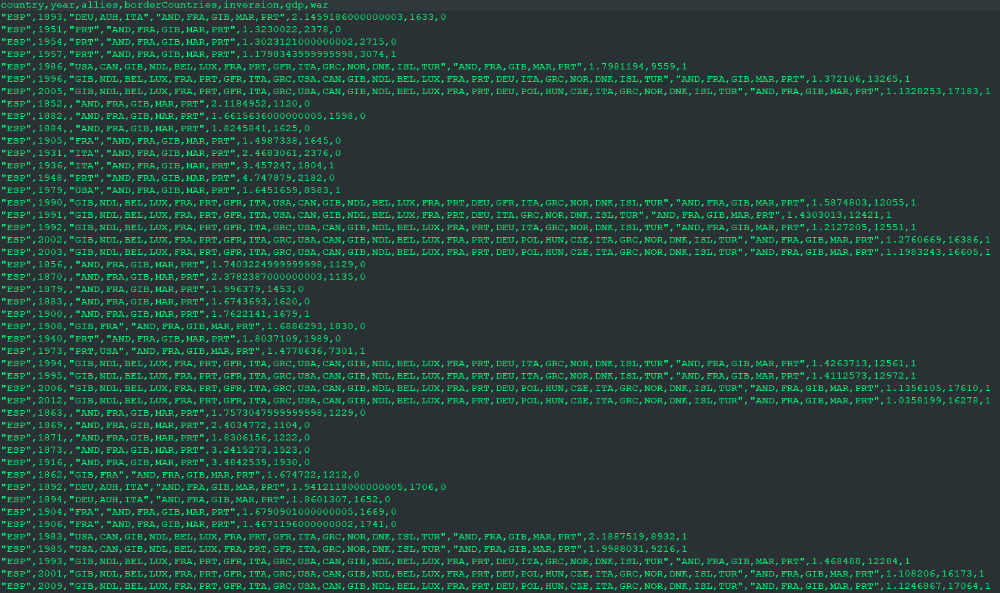 country,year,allies,borderCountries,inversion,gdp,war
"ESP",1893,"DEU,AUH,ITA","AND,FRA,GIB,MAR,PRT",2.1459186000000003,1633,0
"ESP",1951,"PRT","AND,FRA,GIB,MAR,PRT",1.3230022,2378,0
"ESP",1954,"PRT","AND,FRA,GIB,MAR,PRT",1.3023121000000002,2715,0
"ESP",1957,"PRT","AND,FRA,GIB,MAR,PRT",1.1798343999999998,3074,1
"ESP",1986,"USA,CAN,GIB,NDL,BEL,LUX,FRA,PRT,GFR,ITA,GRC,NOR,DNK,ISL,TUR","AND,FRA,GIB,MAR,PRT",1.7981194,9559,1
"ESP",1996,"GIB,NDL,BEL,LUX,FRA,PRT,GFR,ITA,GRC,USA,CAN,GIB,NDL,BEL,LUX,FRA,PRT,DEU,ITA,GRC,NOR,DNK,ISL,TUR","AND,FRA,GIB,MAR,PRT",1.372106,13265,1
"ESP",2005,"GIB,NDL,BEL,LUX,FRA,PRT,GFR,ITA,GRC,USA,CAN,GIB,NDL,BEL,LUX,FRA,PRT,DEU,POL,HUN,CZE,ITA,GRC,NOR,DNK,ISL,TUR","AND,FRA,GIB,MAR,PRT",1.1328253,17183,1
"ESP",1852,,"AND,FRA,GIB,MAR,PRT",2.1184952,1120,0
"ESP",1882,,"AND,FRA,GIB,MAR,PRT",1.6615636000000005,1598,0
"ESP",1884,,"AND,FRA,GIB,MAR,PRT",1.8245841,1625,0
"ESP",1905,"FRA","AND,FRA,GIB,MAR,PRT",1.4987338,1645,0
"ESP",1931,"ITA","AND,FRA,GIB,MAR,PRT",2.4683061,2376,0
"ESP",1936,"ITA","AND,FRA,GIB,MAR,PRT",3.457247,1804,1
"ESP",1948,"PRT","AND,FRA,GIB,MAR,PRT",4.747879,2182,0
"ESP",1979,"USA","AND,FRA,GIB,MAR,PRT",1.6451659,8583,1
"ESP",1990,"GIB,NDL,BEL,LUX,FRA,PRT,GFR,ITA,USA,CAN,GIB,NDL,BEL,LUX,FRA,PRT,DEU,GFR,ITA,GRC,NOR,DNK,ISL,TUR","AND,FRA,GIB,MAR,PRT",1.5874803,12055,1
"ESP",1991,"GIB,NDL,BEL,LUX,FRA,PRT,GFR,ITA,USA,CAN,GIB,NDL,BEL,LUX,FRA,PRT,DEU,ITA,GRC,NOR,DNK,ISL,TUR","AND,FRA,GIB,MAR,PRT",1.4303013,12421,1
"ESP",1992,"GIB,NDL,BEL,LUX,FRA,PRT,GFR,ITA,GRC,USA,CAN,GIB,NDL,BEL,LUX,FRA,PRT,DEU,ITA,GRC,NOR,DNK,ISL,TUR","AND,FRA,GIB,MAR,PRT",1.2127205,12551,1
"ESP",2002,"GIB,NDL,BEL,LUX,FRA,PRT,GFR,ITA,GRC,USA,CAN,GIB,NDL,BEL,LUX,FRA,PRT,DEU,POL,HUN,CZE,ITA,GRC,NOR,DNK,ISL,TUR","AND,FRA,GIB,MAR,PRT",1.2760669,16386,1
"ESP",2003,"GIB,NDL,BEL,LUX,FRA,PRT,GFR,ITA,GRC,USA,CAN,GIB,NDL,BEL,LUX,FRA,PRT,DEU,POL,HUN,CZE,ITA,GRC,NOR,DNK,ISL,TUR","AND,FRA,GIB,MAR,PRT",1.1983243,16605,1
"ESP",1856,,"AND,FRA,GIB,MAR,PRT",1.7403224999999998,1129,0
"ESP",1870,,"AND,FRA,GIB,MAR,PRT",2.3782387000000003,1135,0
"ESP",1879,,"AND,FRA,GIB,MAR,PRT",1.996379,1453,0
"ESP",1883,,"AND,FRA,GIB,MAR,PRT",1.6743693,1620,0
"ESP",1900,,"AND,FRA,GIB,MAR,PRT",1.7622141,1679,1
"ESP",1908,"GIB,FRA","AND,FRA,GIB,MAR,PRT",1.6886293,1830,0
"ESP",1940,"PRT","AND,FRA,GIB,MAR,PRT",1.8037109,1989,0
"ESP",1973,"PRT,USA","AND,FRA,GIB,MAR,PRT",1.4778636,7301,1
"ESP",1994,"GIB,NDL,BEL,LUX,FRA,PRT,GFR,ITA,GRC,USA,CAN,GIB,NDL,BEL,LUX,FRA,PRT,DEU,ITA,GRC,NOR,DNK,ISL,TUR","AND,FRA,GIB,MAR,PRT",1.4263713,12561,1
"ESP",1995,"GIB,NDL,BEL,LUX,FRA,PRT,GFR,ITA,GRC,USA,CAN,GIB,NDL,BEL,LUX,FRA,PRT,DEU,ITA,GRC,NOR,DNK,ISL,TUR","AND,FRA,GIB,MAR,PRT",1.4112573,12972,1
"ESP",2006,"GIB,NDL,BEL,LUX,FRA,PRT,GFR,ITA,GRC,USA,CAN,GIB,NDL,BEL,LUX,FRA,PRT,DEU,POL,HUN,CZE,ITA,GRC,NOR,DNK,ISL,TUR","AND,FRA,GIB,MAR,PRT",1.1356105,17610,1
"ESP",2012,"GIB,NDL,BEL,LUX,FRA,PRT,GFR,ITA,GRC,USA,CAN,GIB,NDL,BEL,LUX,FRA,PRT,DEU,POL,HUN,CZE,ITA,GRC,NOR,DNK,ISL,TUR","AND,FRA,GIB,MAR,PRT",1.0358199,16278,1
"ESP",1863,,"AND,FRA,GIB,MAR,PRT",1.7573047999999998,1229,0
"ESP",1869,,"AND,FRA,GIB,MAR,PRT",2.4034772,1104,0
"ESP",1871,,"AND,FRA,GIB,MAR,PRT",1.8306156,1222,0
"ESP",1873,,"AND,FRA,GIB,MAR,PRT",3.2415273,1523,0
"ESP",1916,,"AND,FRA,GIB,MAR,PRT",3.4842539,1930,0
"ESP",1862,"GIB,FRA","AND,FRA,GIB,MAR,PRT",1.674722,1212,0
"ESP",1892,"DEU,AUH,ITA","AND,FRA,GIB,MAR,PRT",1.9412118000000005,1706,0
"ESP",1894,"DEU,AUH,ITA","AND,FRA,GIB,MAR,PRT",1.8601307,1652,0
"ESP",1904,"FRA","AND,FRA,GIB,MAR,PRT",1.6790901000000005,1669,0
"ESP",1906,"FRA","AND,FRA,GIB,MAR,PRT",1.4671196000000002,1741,0
"ESP",1983,"USA,CAN,GIB,NDL,BEL,LUX,FRA,PRT,GFR,ITA,GRC,NOR,DNK,ISL,TUR","AND,FRA,GIB,MAR,PRT",2.1887519,8932,1
"ESP",1985,"USA,CAN,GIB,NDL,BEL,LUX,FRA,PRT,GFR,ITA,GRC,NOR,DNK,ISL,TUR","AND,FRA,GIB,MAR,PRT",1.9988031,9216,1
"ESP",1993,"GIB,NDL,BEL,LUX,FRA,PRT,GFR,ITA,GRC,USA,CAN,GIB,NDL,BEL,LUX,FRA,PRT,DEU,ITA,GRC,NOR,DNK,ISL,TUR","AND,FRA,GIB,MAR,PRT",1.468488,12284,1
"ESP",2001,"GIB,NDL,BEL,LUX,FRA,PRT,GFR,ITA,GRC,USA,CAN,GIB,NDL,BEL,LUX,FRA,PRT,DEU,POL,HUN,CZE,ITA,GRC,NOR,DNK,ISL,TUR","AND,FRA,GIB,MAR,PRT",1.108206,16173,1
"ESP",2009,"GIB,NDL,BEL,LUX,FRA,PRT,GFR,ITA,GRC,USA,CAN,GIB,NDL,BEL,LUX,FRA,PRT,DEU,POL,HUN,CZE,ITA,GRC,NOR,DNK,ISL,TUR","AND,FRA,GIB,MAR,PRT",1.1246867,17064,1